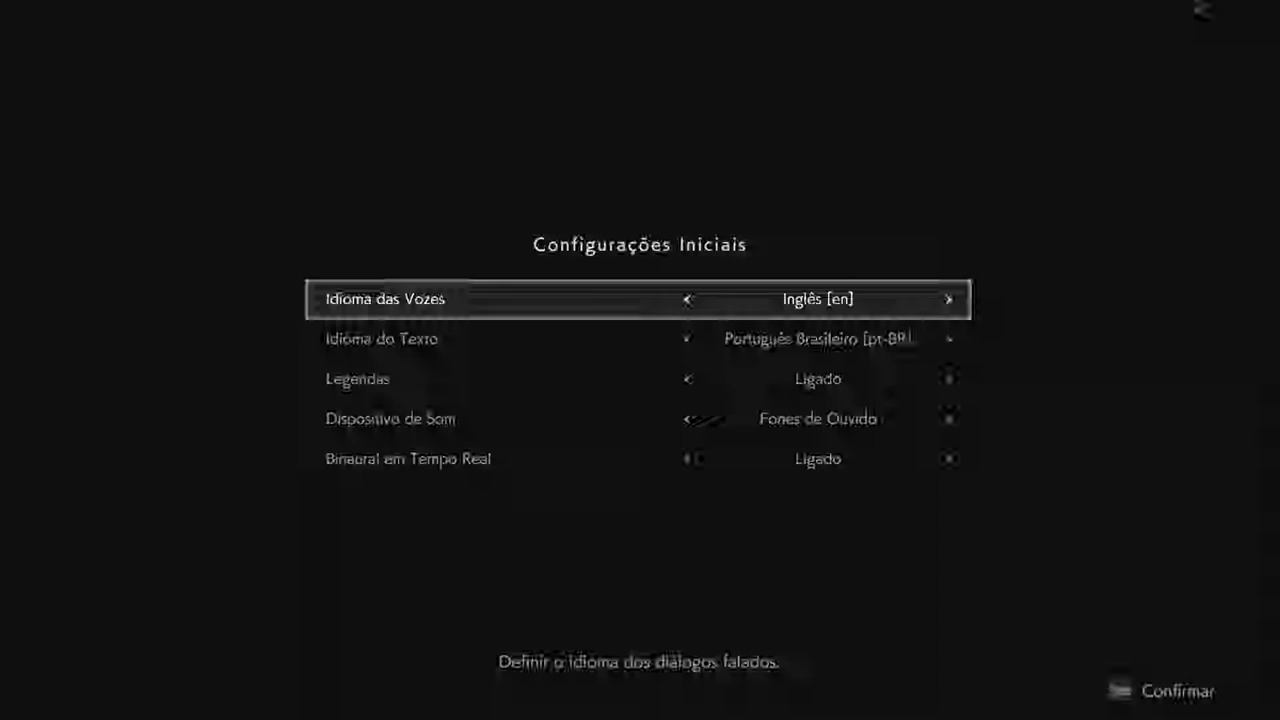 Configurações Iniciais
Idioma das Vozes < Inglês [en] >
Idioma do Texto Português Brasileiro [pt-BR]
Legendas < Ligado
Dispositivo de Som < Fones de Ouvido
Binaural em Tempo Real Ligado
Definir o idioma dos diálogos falados.
Confirmar